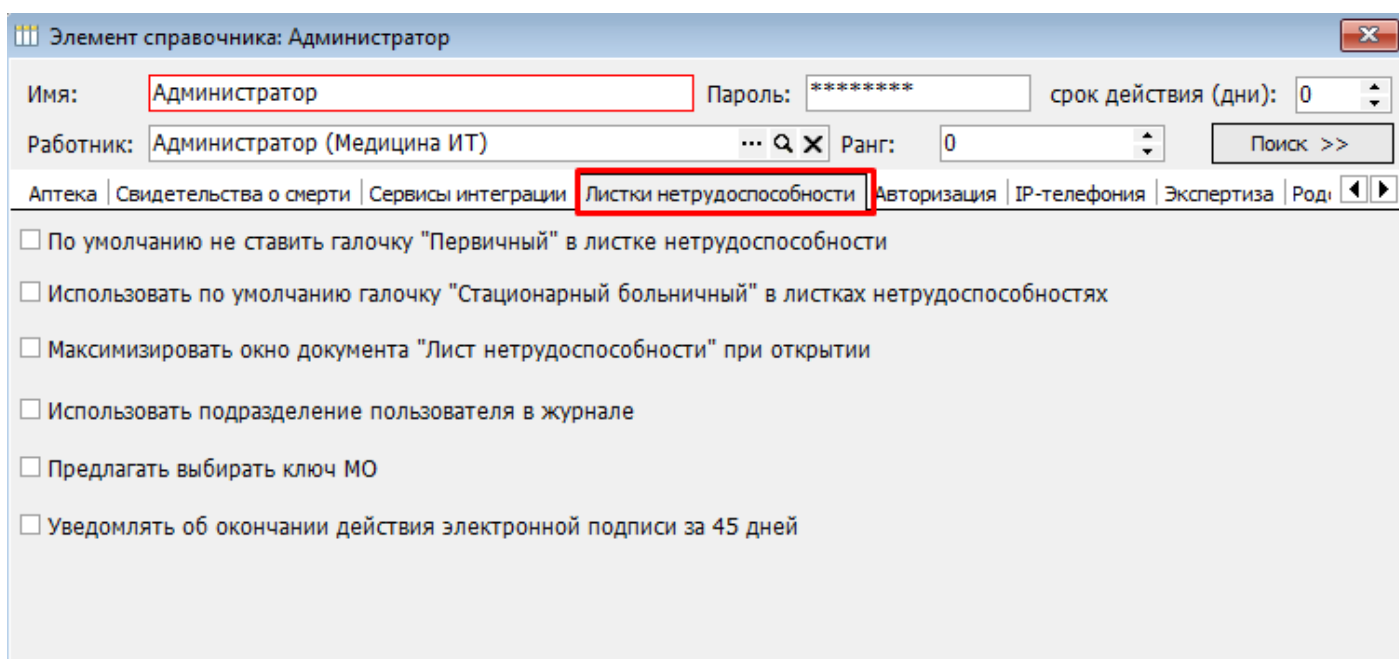 Элемент справочника: Администратор
Имя: Администратор Пароль: ******** срок действия (дни): 0
Работник: Администратор (Медицина ИТ) ... Ранг: 0 Поиск >>
Аптека Свидетельства о смерти Сервисы интеграции Листки нетрудоспособности Авторизация IP-телефония Экспертиза
По умолчанию не ставить галочку "Первичный" в листке нетрудоспособности
Использовать по умолчанию галочку "Стационарный больничный" в листках нетрудоспособностях
Максимизировать окно документа "Лист нетрудоспособности" при открытии
Использовать подразделение пользователя в журнале
Предлагать выбирать ключ МО
Уведомлять об окончании действия электронной подписи за 45 дней